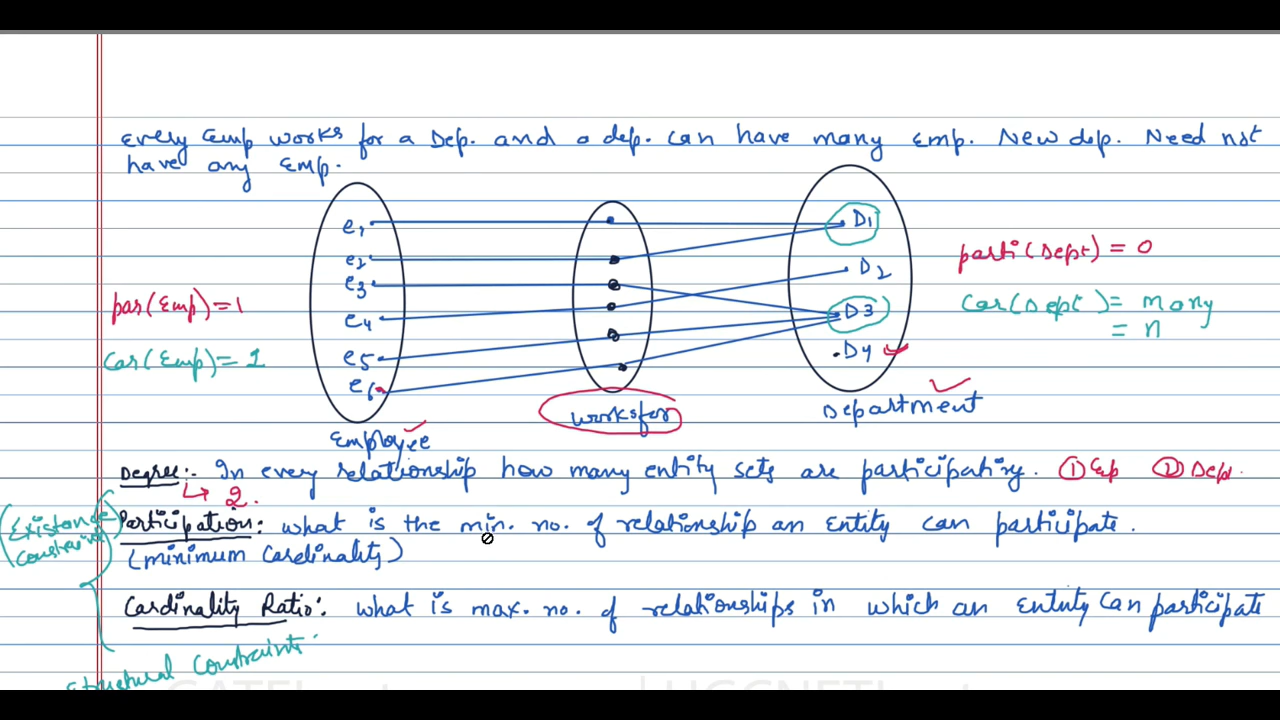 Every Emp works for a Dep. and a dep. can have many Emp. New dep. Need not
have any Emp.
e1
e2
e3
e4
e5
e6
D1
D2
D3
D4
par(Emp)=1
Car(Emp)=1
parti(Dept)=0
Car(Dept)= many
= n
Employee
worksfor
Department
Degree:- In every relationship how many entity sets are participating. ① Ep ② Dep.
↳ 2.
(Existance Constraint)
Participation: what is the min. no. of relationship an Entity can participate.
(minimum Cardinality)
Cardinality Ratio: what is max. no. of relationships in which an Entity can participate
Structural Constraints.